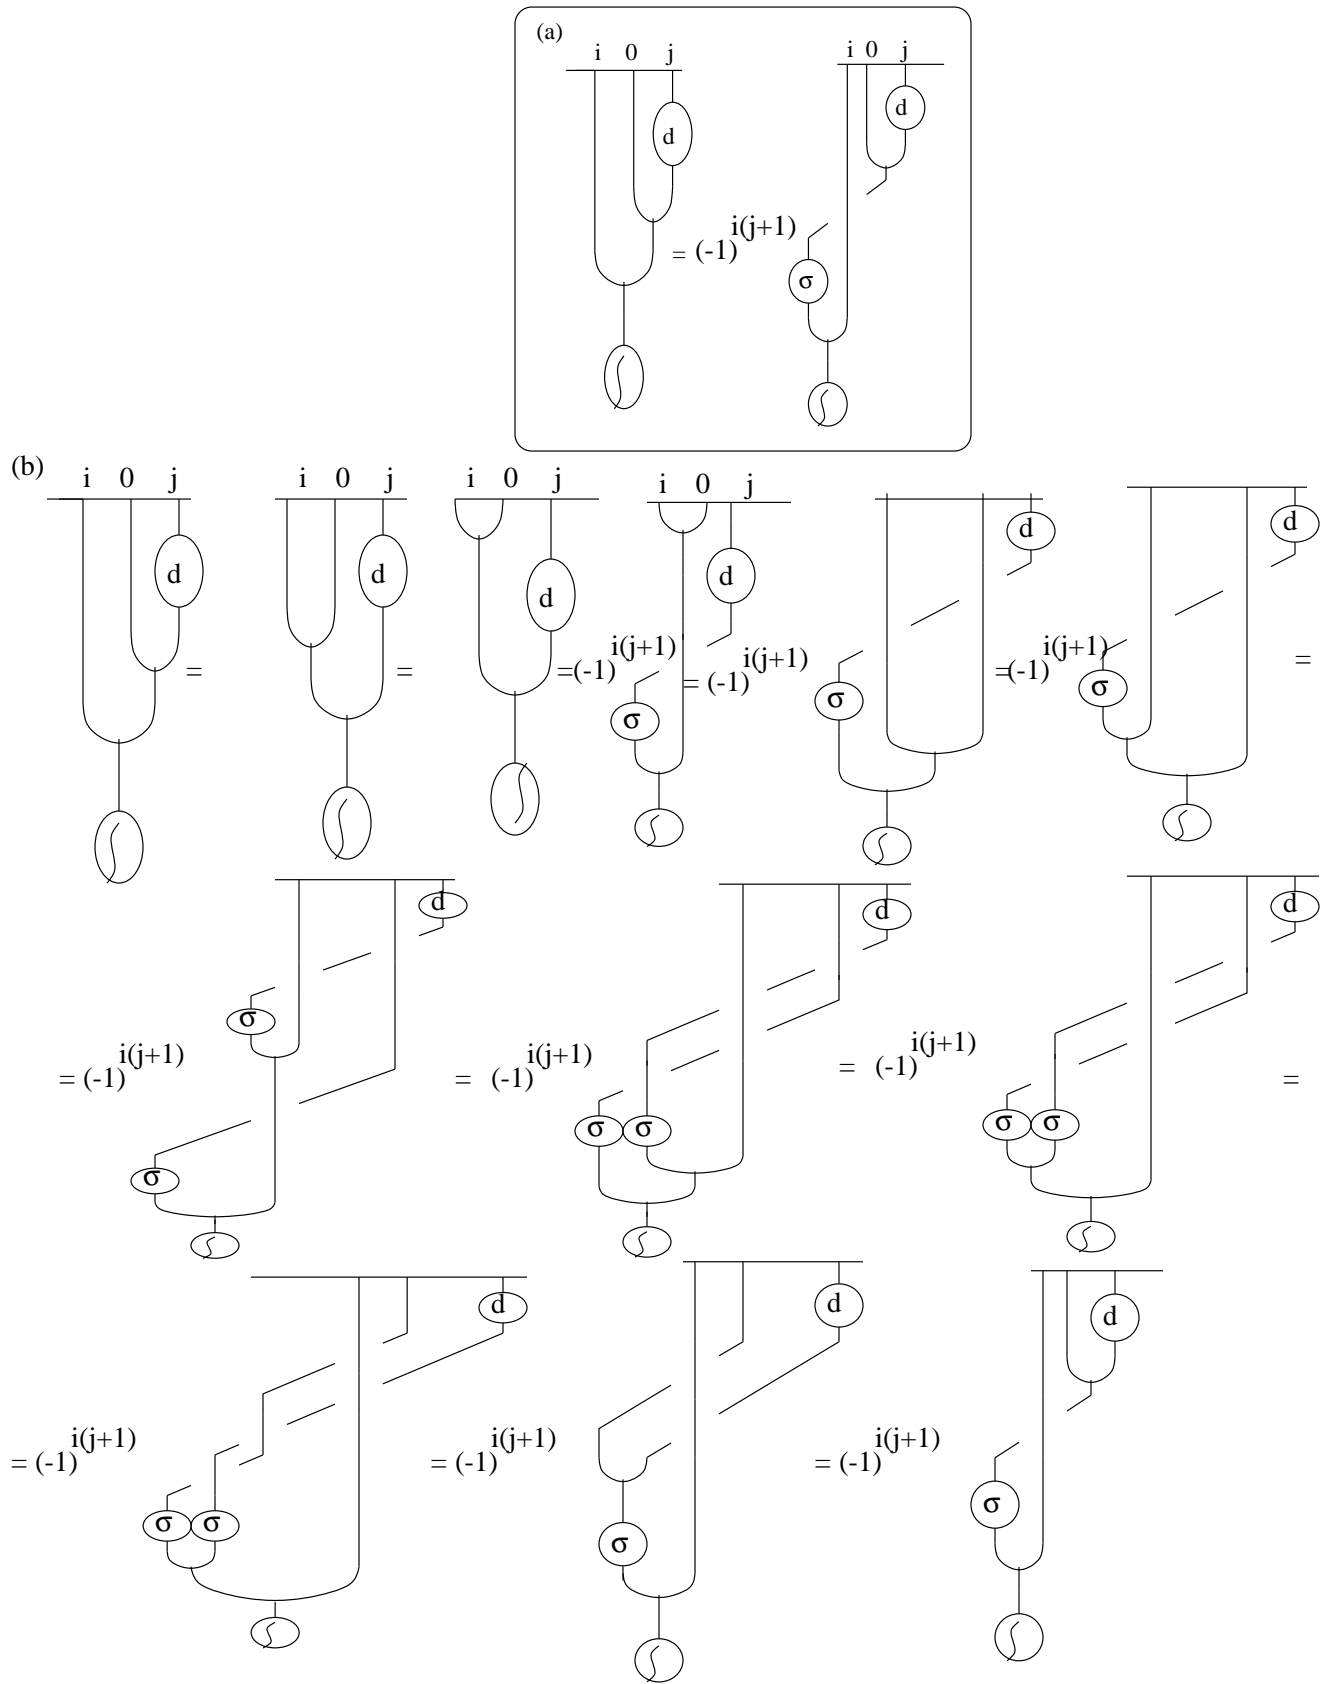 (a)
i 0 j
i 0 j
d
d
= (-1)^{i(j+1)}
σ
∫
∫
(b)
i 0 j
i 0 j
i 0 j
i 0 j
d
d
d
d
d
d
=
=
=(-1)^{i(j+1)}
= (-1)^{i(j+1)}
=(-1)^{i(j+1)}
=
σ
σ
σ
∫
∫
∫
∫
∫
∫
d
d
d
= (-1)^{i(j+1)}
= (-1)^{i(j+1)}
= (-1)^{i(j+1)}
=
σ
σ
σ
σ
σ
σ
∫
∫
∫
d
d
d
= (-1)^{i(j+1)}
= (-1)^{i(j+1)}
= (-1)^{i(j+1)}
σ
σ
σ
σ
∫
∫
∫